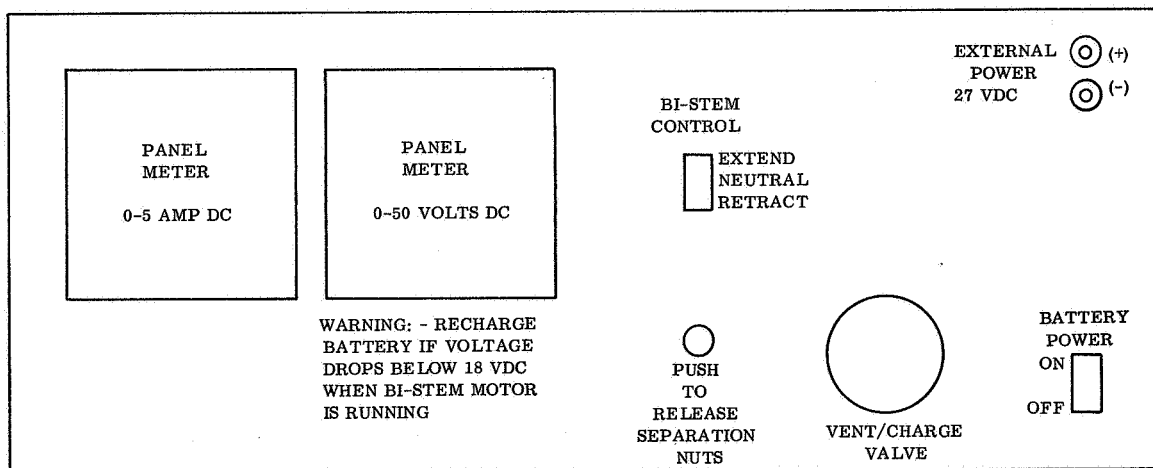 PANEL
METER
0-5 AMP DC
PANEL
METER
0-50 VOLTS DC
WARNING: - RECHARGE
BATTERY IF VOLTAGE
DROPS BELOW 18 VDC
WHEN BI-STEM MOTOR
IS RUNNING
BI-STEM
CONTROL
EXTEND
NEUTRAL
RETRACT
EXTERNAL
POWER
27 VDC
(+)
(-)
PUSH
TO
RELEASE
SEPARATION
NUTS
VENT/CHARGE
VALVE
BATTERY
POWER
ON
OFF